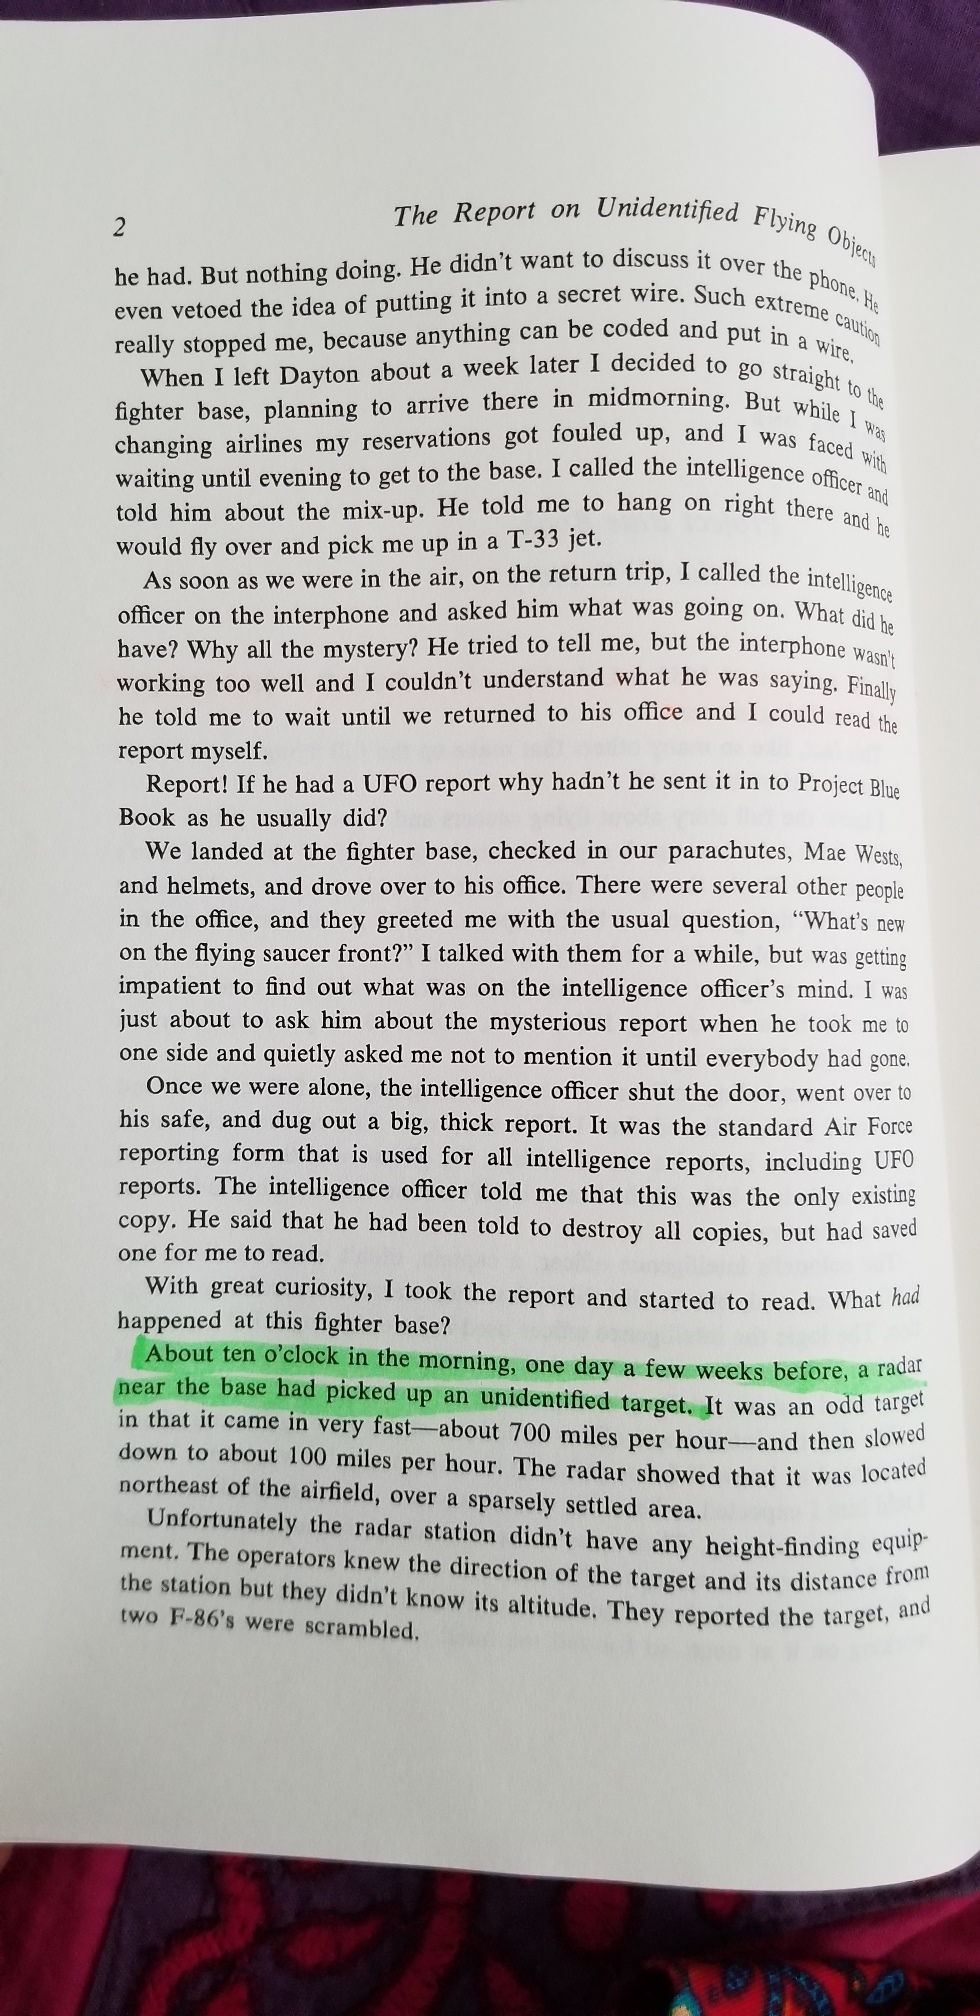 2
The Report on Unidentified Flying Objects
he had. But nothing doing. He didn't want to discuss it over the phone. He
even vetoed the idea of putting it into a secret wire. Such extreme caution
really stopped me, because anything can be coded and put in a wire.
When I left Dayton about a week later I decided to go straight to the
fighter base, planning to arrive there in midmorning. But while I was
changing airlines my reservations got fouled up, and I was faced with
waiting until evening to get to the base. I called the intelligence officer and
told him about the mix-up. He told me to hang on right there and he
would fly over and pick me up in a T-33 jet.
As soon as we were in the air, on the return trip, I called the intelligence
officer on the interphone and asked him what was going on. What did he
have? Why all the mystery? He tried to tell me, but the interphone wasn't
working too well and I couldn't understand what he was saying. Finally
he told me to wait until we returned to his office and I could read the
report myself.
Report! If he had a UFO report why hadn't he sent it in to Project Blue
Book as he usually did?
We landed at the fighter base, checked in our parachutes, Mae Wests,
and helmets, and drove over to his office. There were several other people
in the office, and they greeted me with the usual question, "What's new
on the flying saucer front?" I talked with them for a while, but was getting
impatient to find out what was on the intelligence officer's mind. I was
just about to ask him about the mysterious report when he took me to
one side and quietly asked me not to mention it until everybody had gone.
Once we were alone, the intelligence officer shut the door, went over to
his safe, and dug out a big, thick report. It was the standard Air Force
reporting form that is used for all intelligence reports, including UFO
reports. The intelligence officer told me that this was the only existing
copy. He said that he had been told to destroy all copies, but had saved
one for me to read.
With great curiosity, I took the report and started to read. What had
happened at this fighter base?
About ten o'clock in the morning, one day a few weeks before, a radar
near the base had picked up an unidentified target. It was an odd target
in that it came in very fast—about 700 miles per hour—and then slowed
down to about 100 miles per hour. The radar showed that it was located
northeast of the airfield, over a sparsely settled area.
Unfortunately the radar station didn't have any height-finding equip-
ment. The operators knew the direction of the target and its distance from
the station but they didn't know its altitude. They reported the target, and
two F-86's were scrambled.